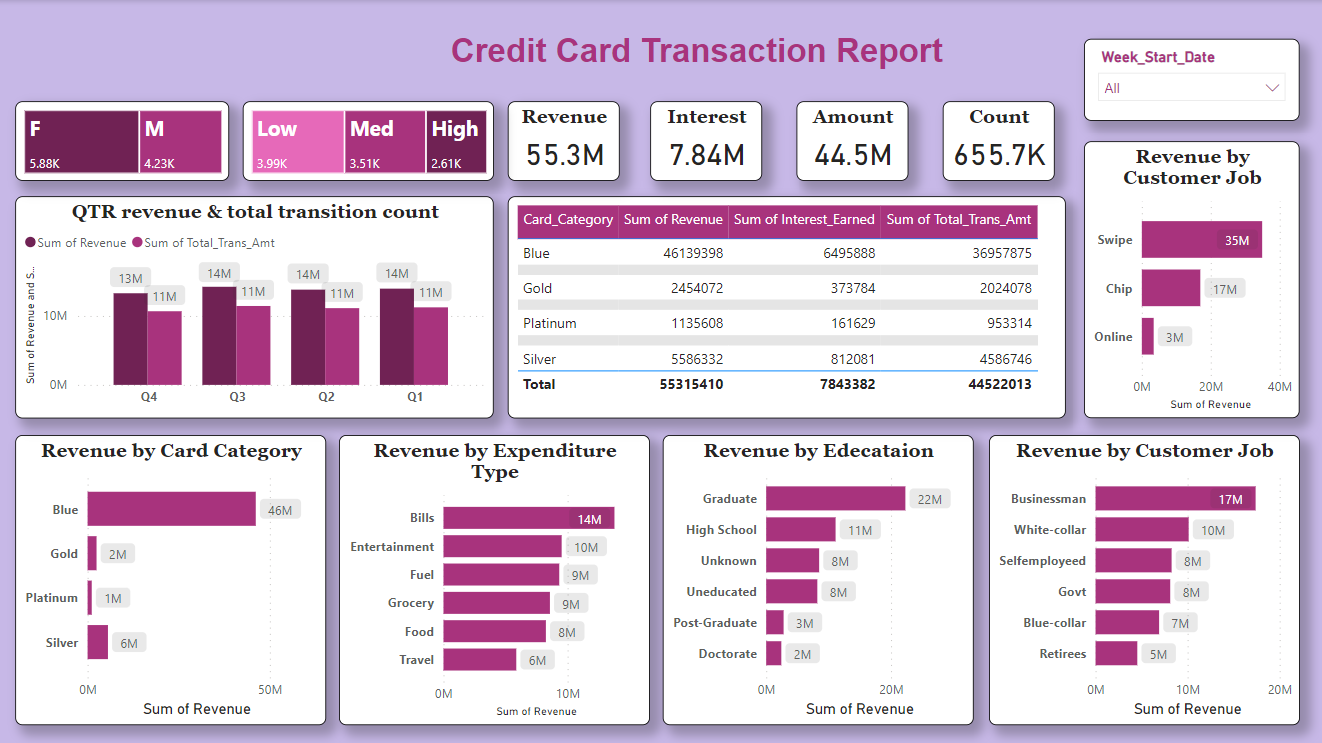 Credit Card Transaction Report
Week_Start_Date
All
F
5.88K
M
4.23K
Low
3.99K
Med
3.51K
High
2.61K
Revenue
55.3M
Interest
7.84M
Amount
44.5M
Count
655.7K
QTR revenue & total transition count
Sum of Revenue Sum of Total_Trans_Amt
Sum of Revenue and S...
10M
0M
13M
11M
14M
11M
14M
11M
14M
11M
Q4 Q3 Q2 Q1
Card_Category Sum of Revenue Sum of Interest_Earned Sum of Total_Trans_Amt
Blue 46139398 6495888 36957875
Gold 2454072 373784 2024078
Platinum 1135608 161629 953314
Silver 5586332 812081 4586746
Total 55315410 7843382 44522013
Revenue by
Customer Job
Swipe 35M
Chip 17M
Online 3M
0M 20M 40M
Sum of Revenue
Revenue by Card Category
Blue 46M
Gold 2M
Platinum 1M
Silver 6M
0M 50M
Sum of Revenue
Revenue by Expenditure
Type
Bills 14M
Entertainment 10M
Fuel 9M
Grocery 9M
Food 8M
Travel 6M
0M 10M
Sum of Revenue
Revenue by Edecataion
Graduate 22M
High School 11M
Unknown 8M
Uneducated 8M
Post-Graduate 3M
Doctorate 2M
0M 20M
Sum of Revenue
Revenue by Customer Job
Businessman 17M
White-collar 10M
Selfemployeed 8M
Govt 8M
Blue-collar 7M
Retirees 5M
0M 10M 20M
Sum of Revenue